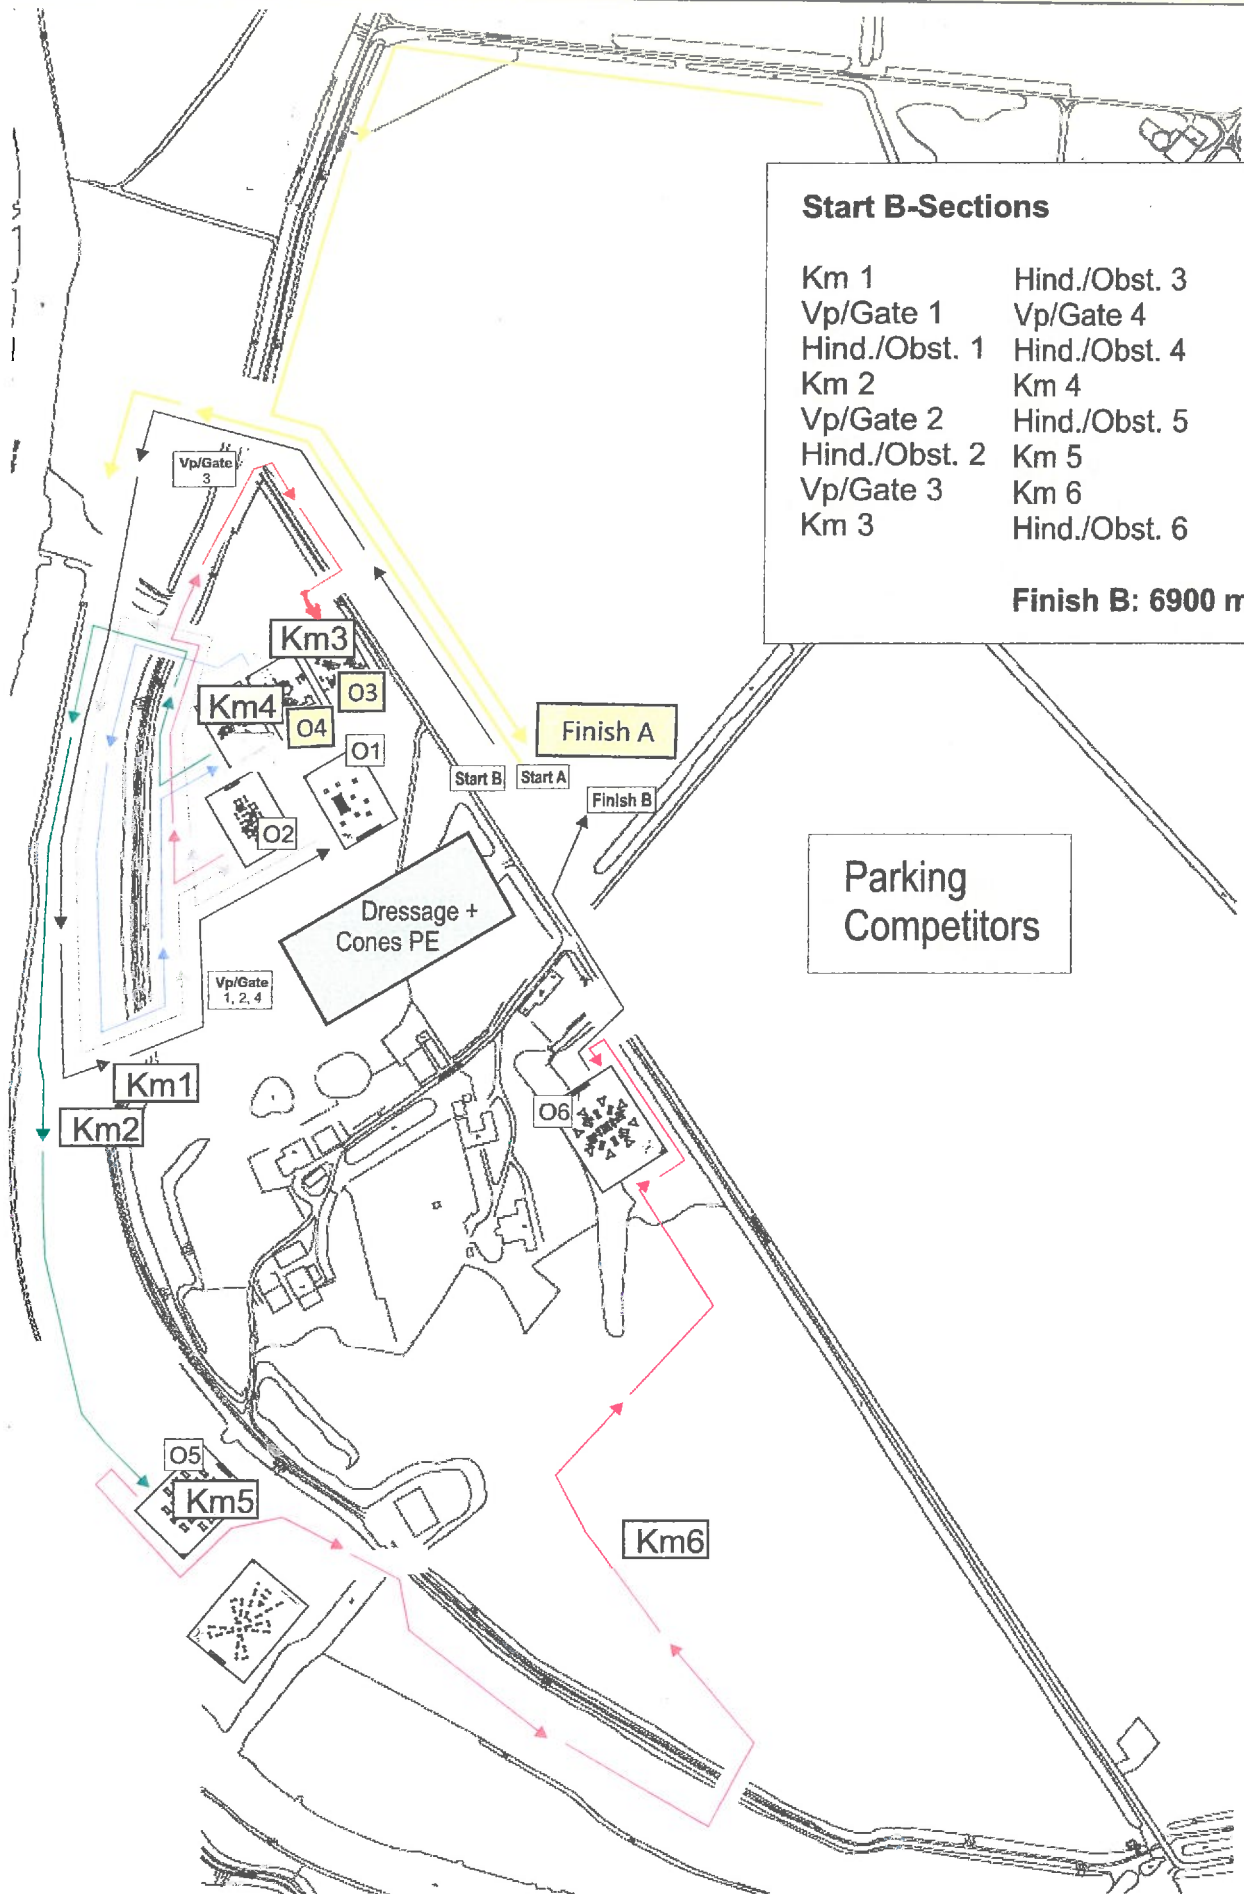 Start B-Sections
Km 1
Vp/Gate 1
Hind./Obst. 1
Km 2
Vp/Gate 2
Hind./Obst. 2
Vp/Gate 3
Km 3
Hind./Obst. 3
Vp/Gate 4
Hind./Obst. 4
Km 4
Hind./Obst. 5
Km 5
Km 6
Hind./Obst. 6
Finish B: 6900 m
Vp/Gate
3
Km3
O3
Km4
O4
O1
Finish A
Start B
Start A
Finish B
O2
Parking
Competitors
Dressage +
Cones PE
Vp/Gate
1, 2, 4
Km1
O6
Km2
O5
Km5
Km6